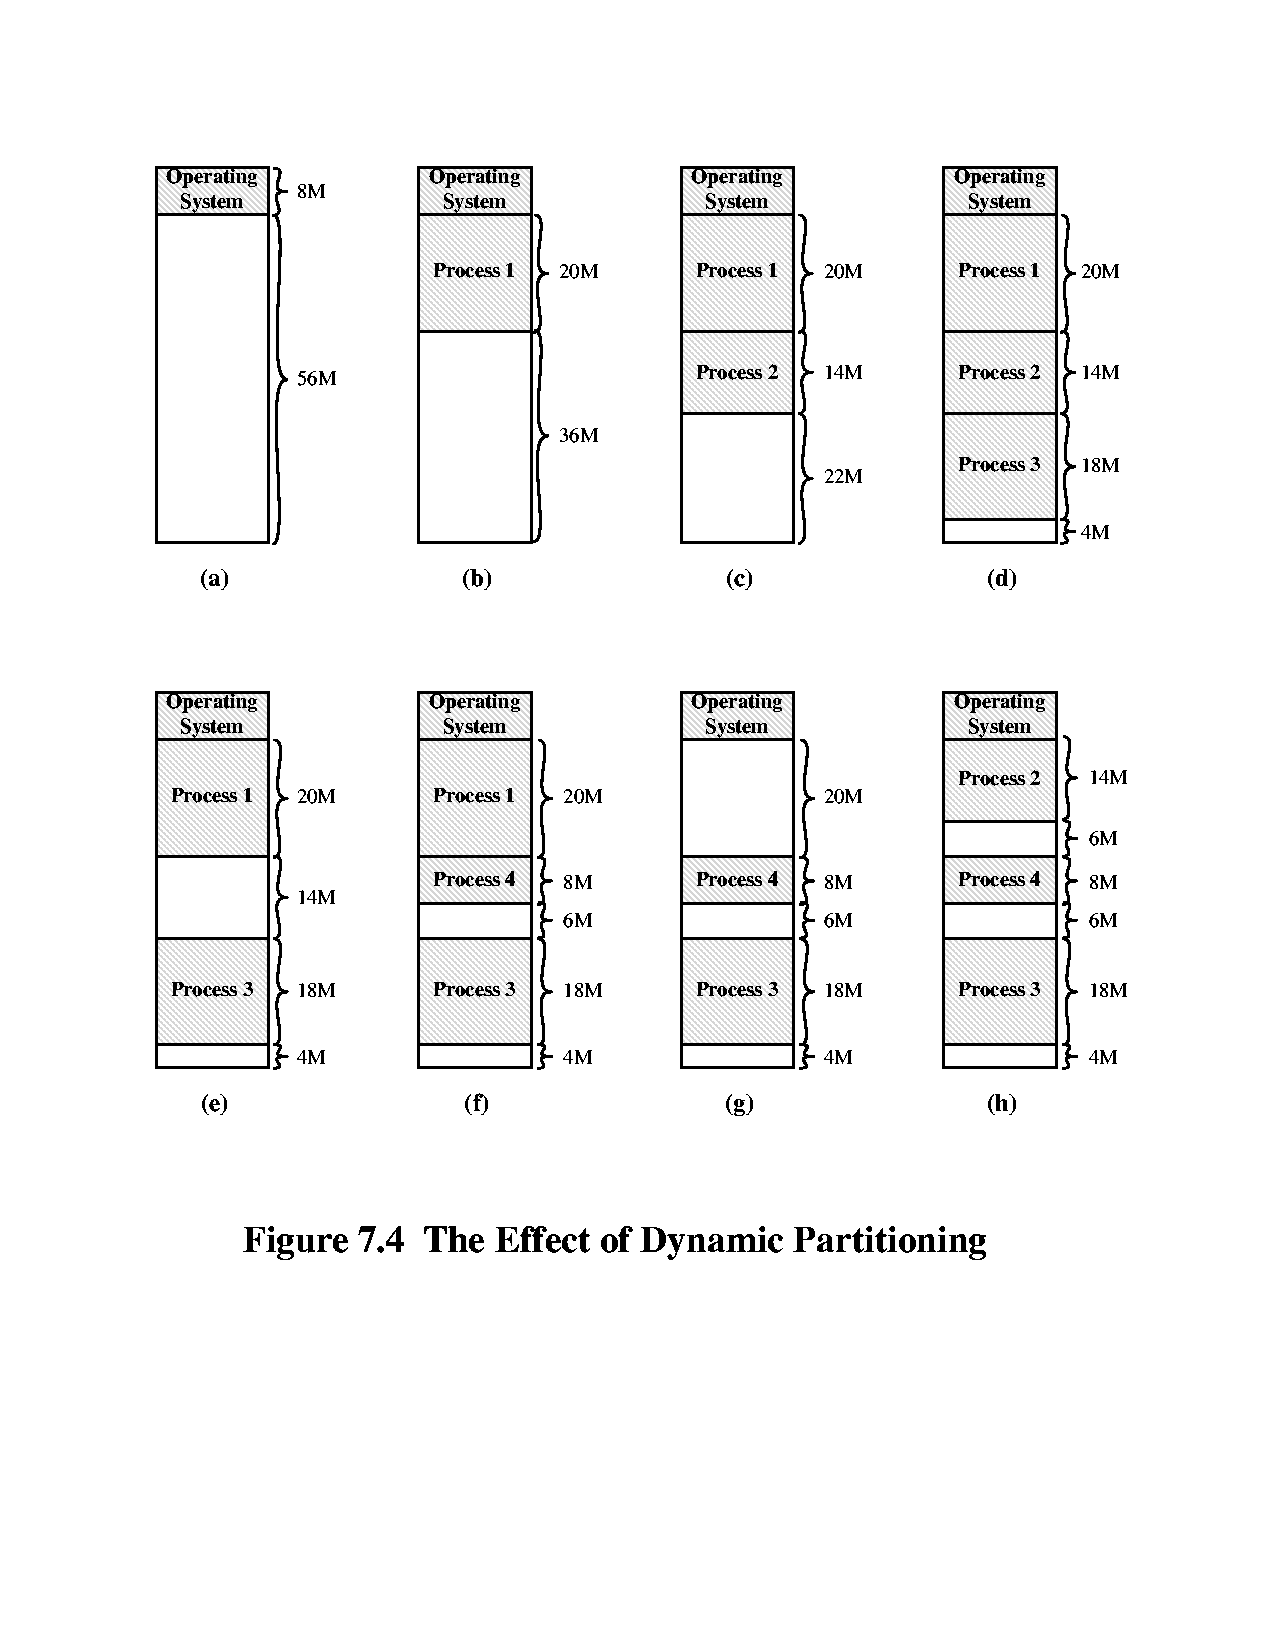 Operating
System
8M
56M
(a)
Operating
System
Process 1
20M
36M
(b)
Operating
System
Process 1
20M
Process 2
14M
22M
(c)
Operating
System
Process 1
20M
Process 2
14M
Process 3
18M
4M
(d)
Operating
System
Process 1
20M
14M
Process 3
18M
4M
(e)
Operating
System
Process 1
20M
Process 4
8M
6M
Process 3
18M
4M
(f)
Operating
System
20M
Process 4
8M
6M
Process 3
18M
4M
(g)
Operating
System
Process 2
14M
6M
Process 4
8M
6M
Process 3
18M
4M
(h)
Figure 7.4 The Effect of Dynamic Partitioning